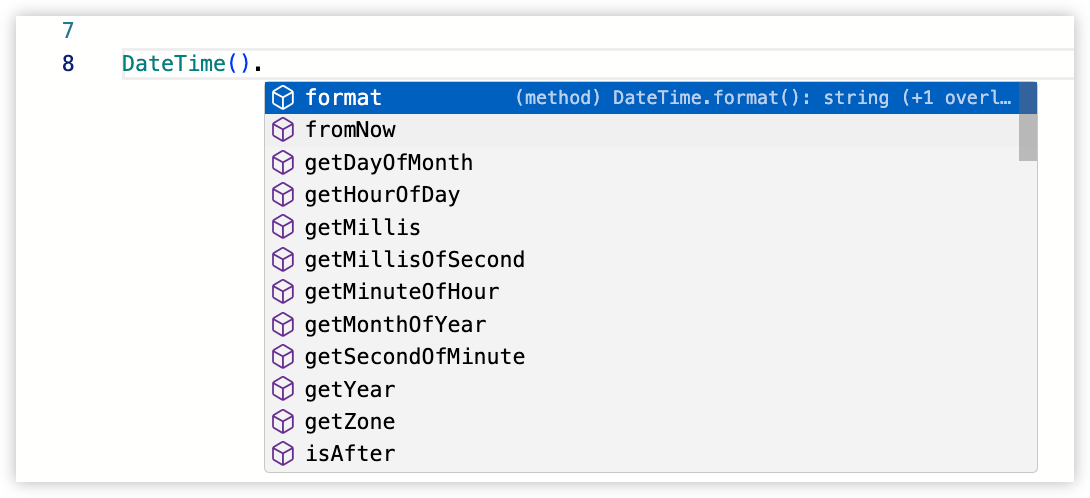 7
8 DateTime().
format (method) DateTime.format(): string (+1 overl…
fromNow
getDayOfMonth
getHourOfDay
getMillis
getMillisOfSecond
getMinuteOfHour
getMonthOfYear
getSecondOfMinute
getYear
getZone
isAfter